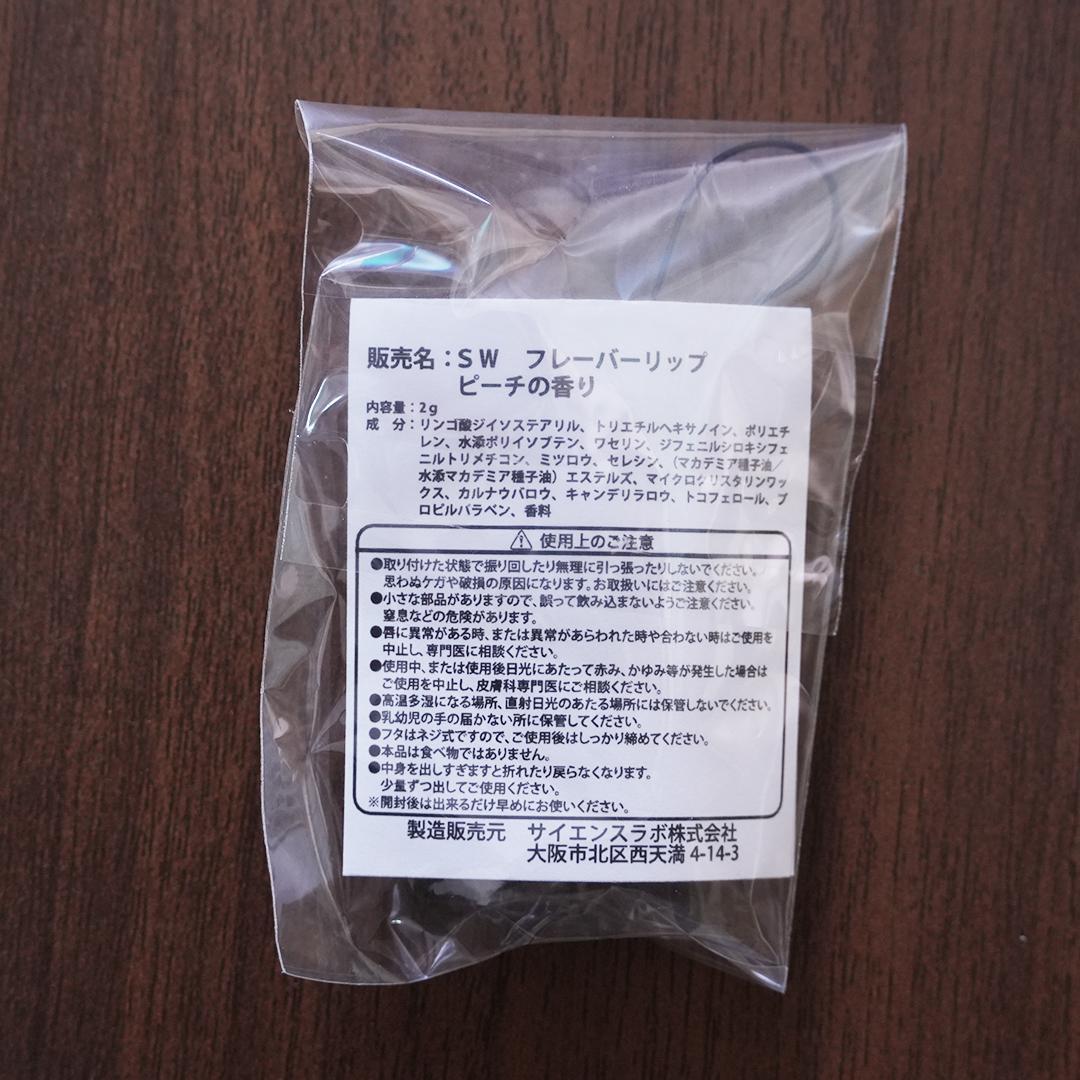 販売名：SW　フレーバーリップ
ピーチの香り
内容量：2g
成　分：リンゴ酸ジイソステアリル、トリエチルヘキサノイン、ポリエチ
レン、水添ポリイソブテン、ワセリン、ジフェニルシロキシフェ
ニルトリメチコン、ミツロウ、セレシン、（マカデミア種子油／
水添マカデミア種子油）エステルズ、マイクロクリスタリンワッ
クス、カルナウバロウ、キャンデリラロウ、トコフェロール、プ
ロピルパラベン、香料
⚠ 使用上のご注意
●取り付けた状態で振り回したり無理に引っ張ったりしないでください。
思わぬケガや破損の原因になります。お取扱いにはご注意ください。
●小さな部品がありますので、誤って飲み込まないようご注意ください。
窒息などの危険があります。
●唇に異常がある時、または異常があらわれた時や合わない時はご使用を
中止し、専門医に相談ください。
●使用中、または使用後日光にあたって赤み、かゆみ等が発生した場合は
ご使用を中止し、皮膚科専門医にご相談ください。
●高温多湿になる場所、直射日光のあたる場所には保管しないでください。
●乳幼児の手の届かない所に保管してください。
●フタはネジ式ですので、ご使用後はしっかり締めてください。
●本品は食べ物ではありません。
●中身を出しすぎますと折れたり戻らなくなります。
少量ずつ出してご使用ください。
※開封後は出来るだけ早めにお使いください。
製造販売元　サイエンスラボ株式会社
大阪市北区西天満 4-14-3